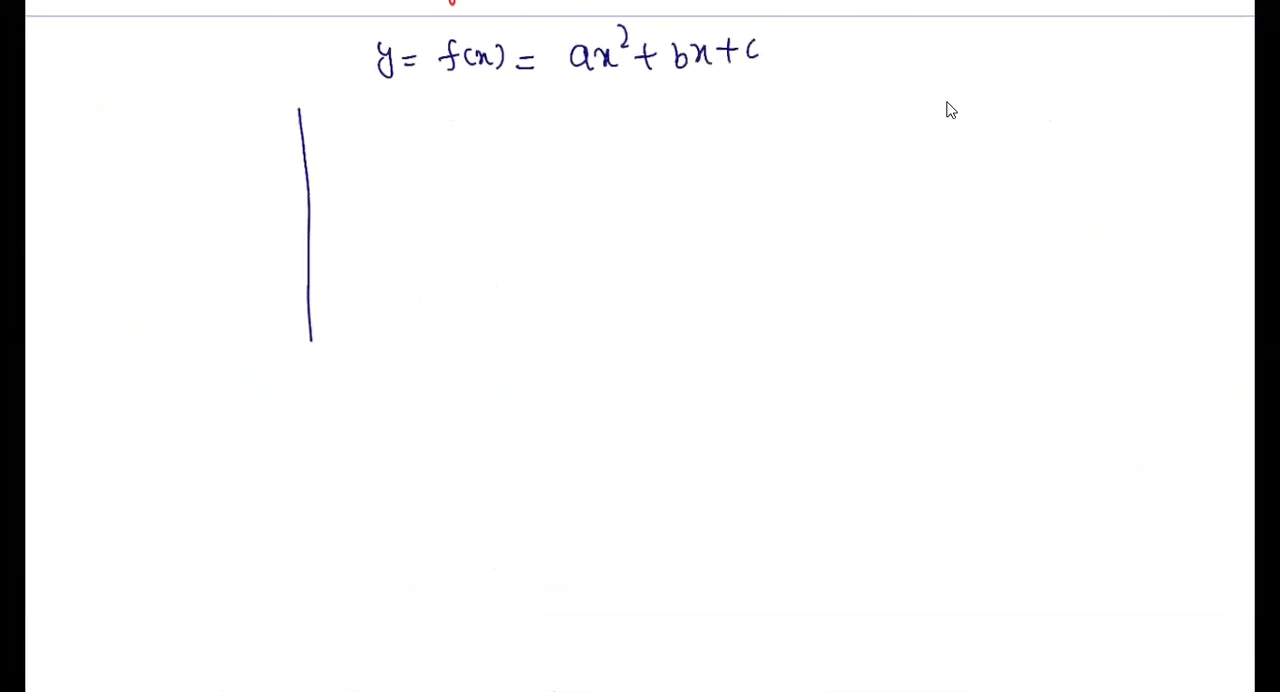 y = f(x) = ax² + bx + c